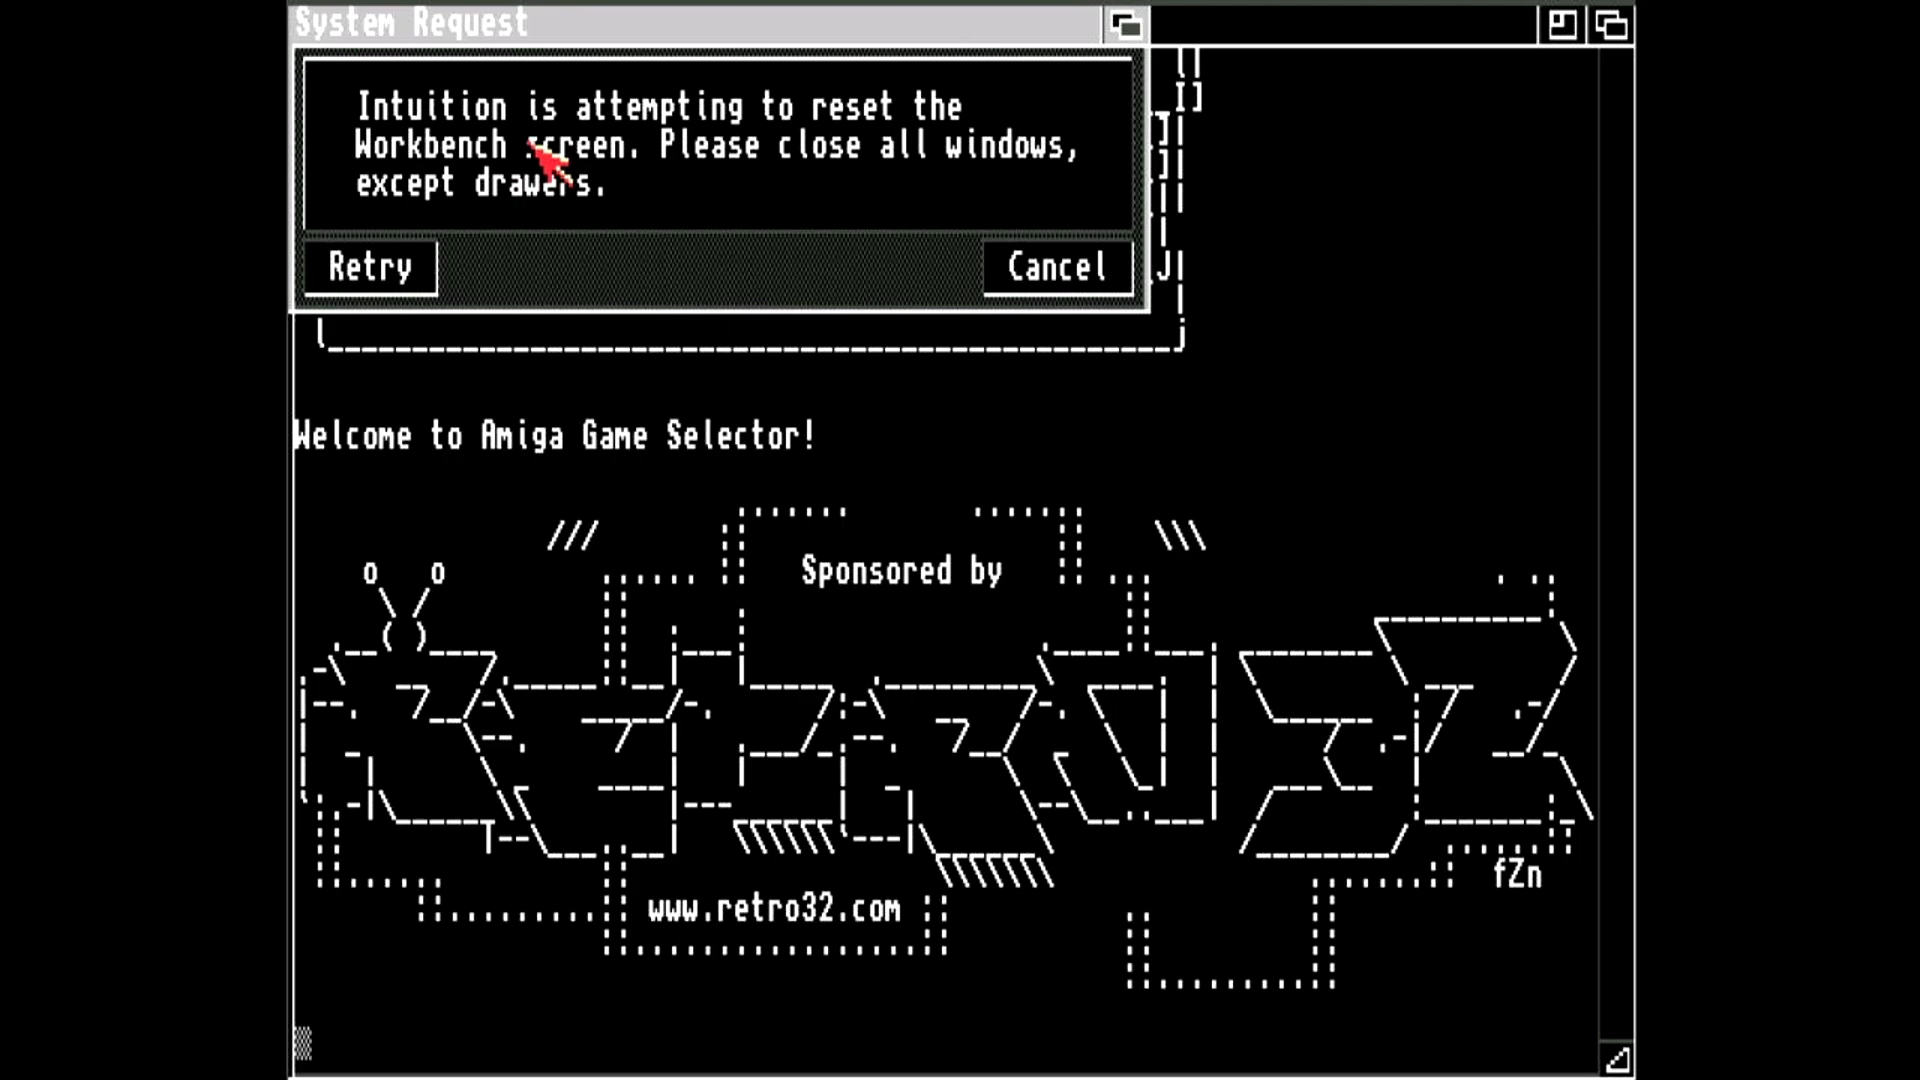 System Request
Intuition is attempting to reset the
Workbench screen. Please close all windows,
except drawers.
Retry
Cancel
Welcome to Amiga Game Selector!
Sponsored by
RETRO32
fZn
www.retro32.com